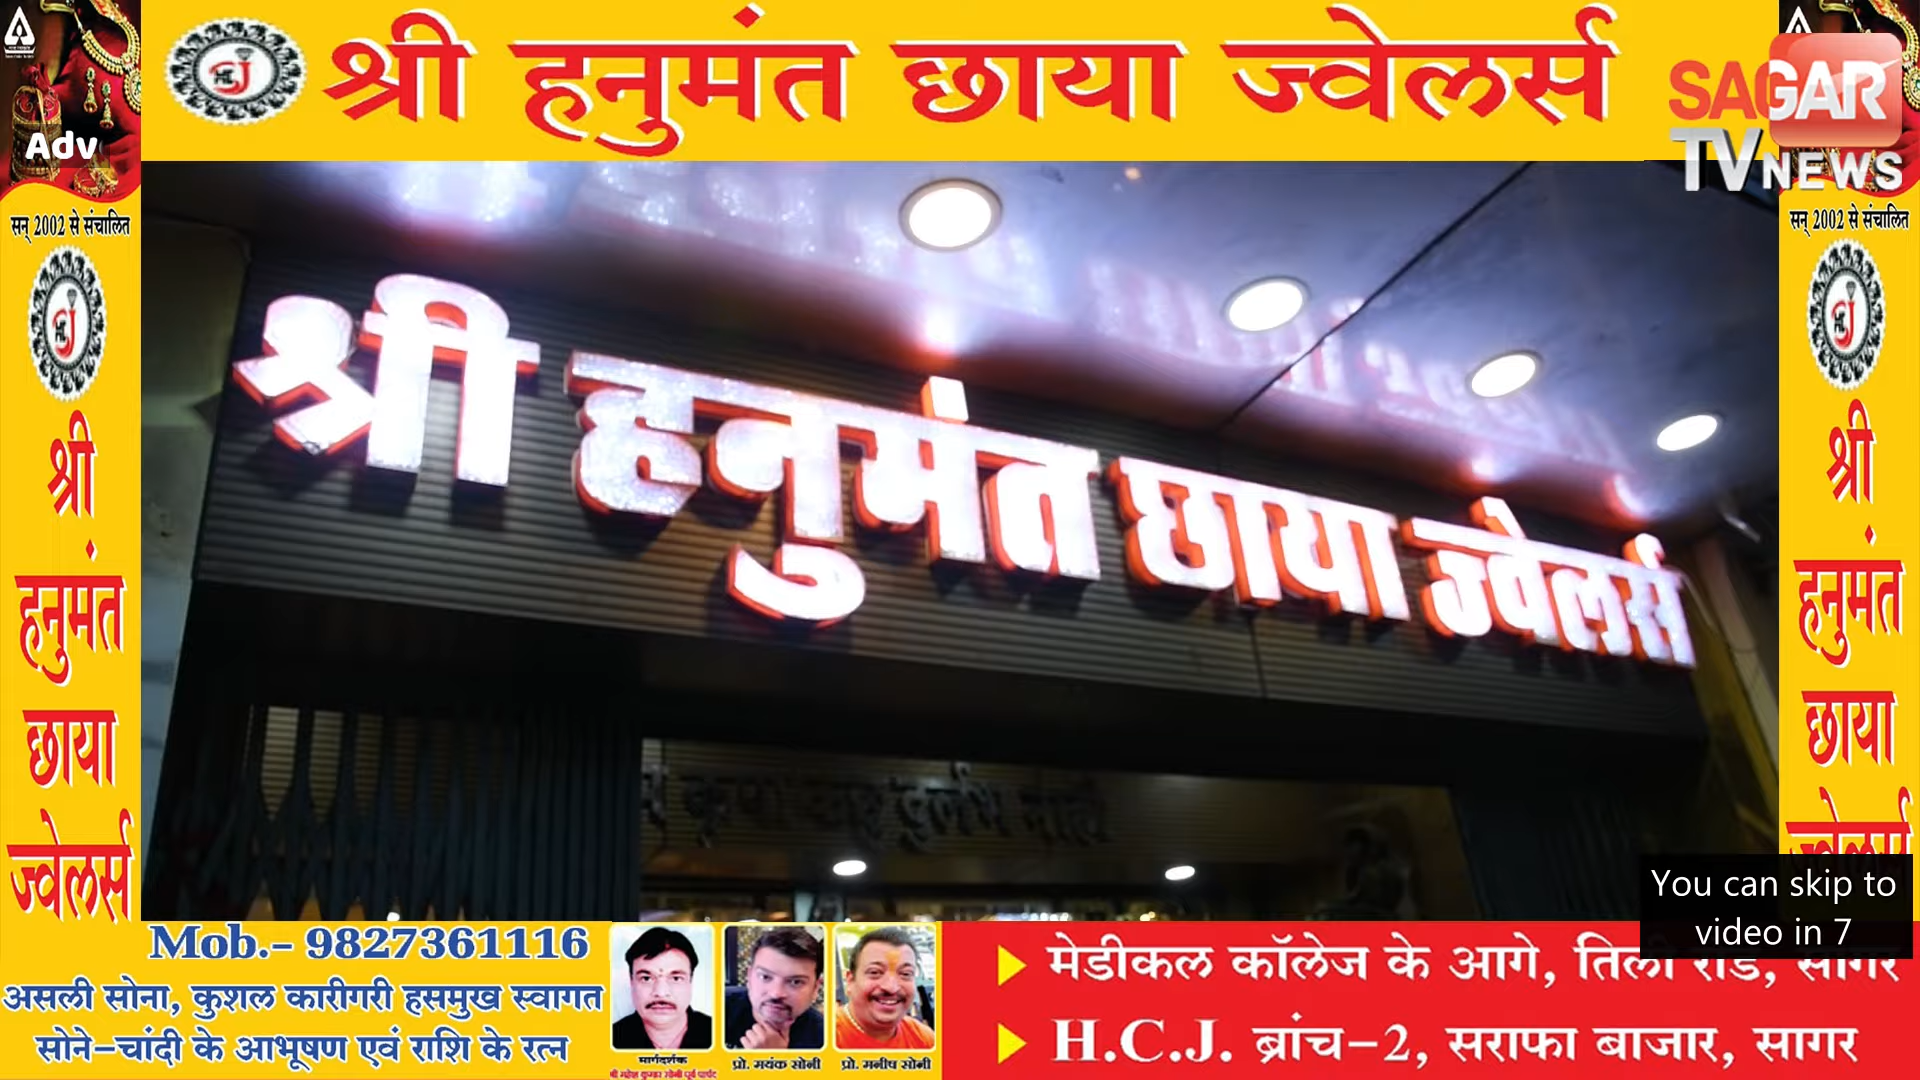 श्री हनुमंत छाया ज्वेलर्स
SAGAR
TV NEWS
Adv
सन् 2002 से संचालित
श्री
हनुमंत
छाया
ज्वेलर्स
श्री हनुमंत छाया ज्वेलर्स
सन् 2002 से संचालित
श्री
हनुमंत
छाया
ज्वेलर्स
You can skip to
video in 7
Mob.- 9827361116
असली सोना, कुशल कारीगरी हसमुख स्वागत
सोने-चांदी के आभूषण एवं राशि के रत्न
मार्गदर्शक
प्रो. मयंक सोनी
प्रो. मनीष सोनी
मेडीकल कॉलेज के आगे, तिली रोड, सागर
H.C.J. ब्रांच-2, सराफा बाजार, सागर